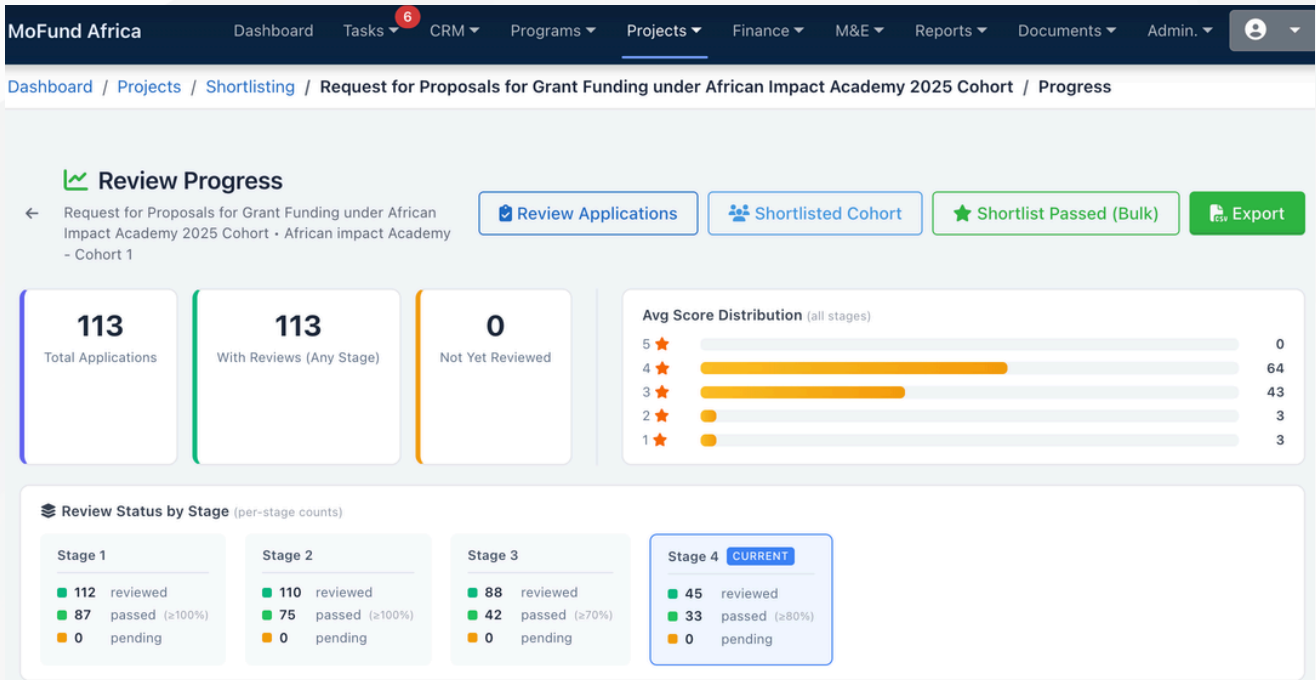 MoFund Africa
Dashboard
Tasks
6
CRM
Programs
Projects
Finance
M&E
Reports
Documents
Admin.
Dashboard / Projects / Shortlisting / Request for Proposals for Grant Funding under African Impact Academy 2025 Cohort / Progress
Review Progress
Request for Proposals for Grant Funding under African
Impact Academy 2025 Cohort • African impact Academy
- Cohort 1
Review Applications
Shortlisted Cohort
Shortlist Passed (Bulk)
CSV Export
113
Total Applications
113
With Reviews (Any Stage)
0
Not Yet Reviewed
Avg Score Distribution (all stages)
5 0
4 64
3 43
2 3
1 3
Review Status by Stage (per-stage counts)
Stage 1
112 reviewed
87 passed (≥100%)
0 pending
Stage 2
110 reviewed
75 passed (≥100%)
0 pending
Stage 3
88 reviewed
42 passed (≥70%)
0 pending
Stage 4 CURRENT
45 reviewed
33 passed (≥80%)
0 pending